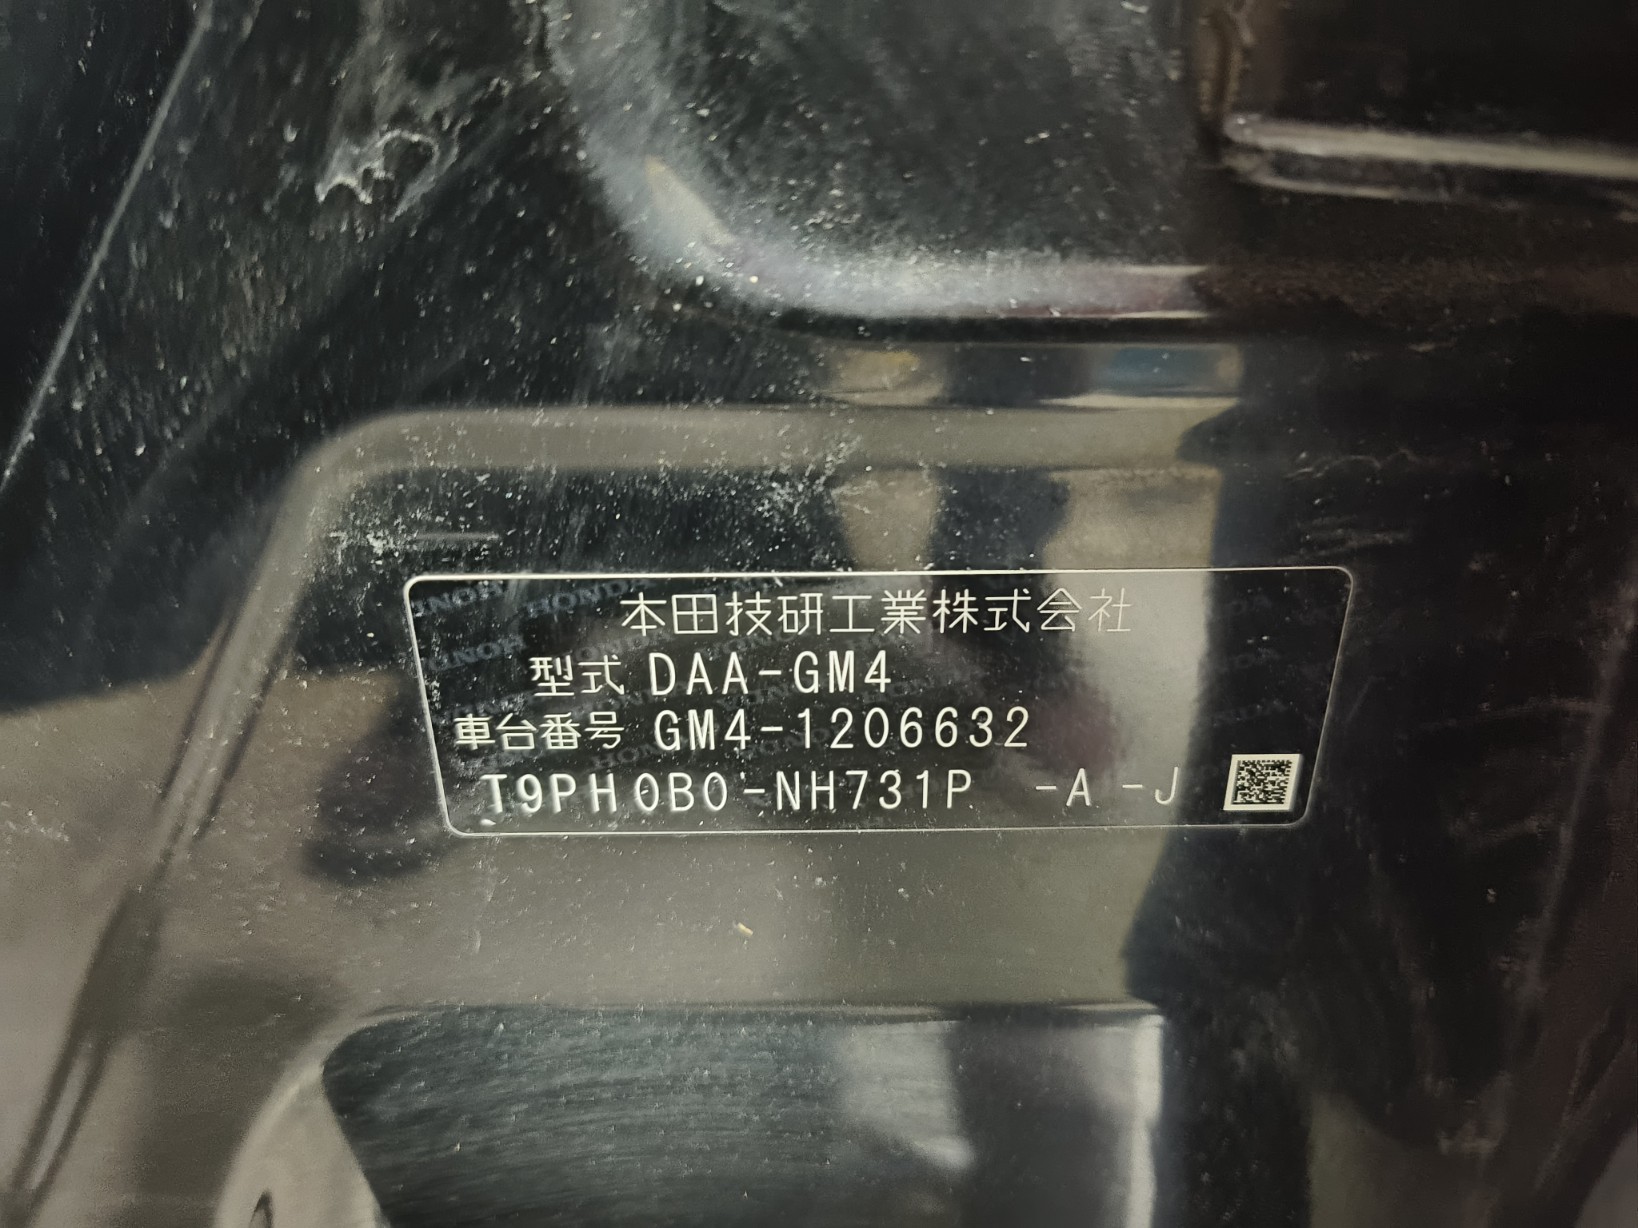 本田技研工業株式会社
型式 DAA-GM4
車台番号 GM4-1206632
T9PH0B0-NH731P -A -J